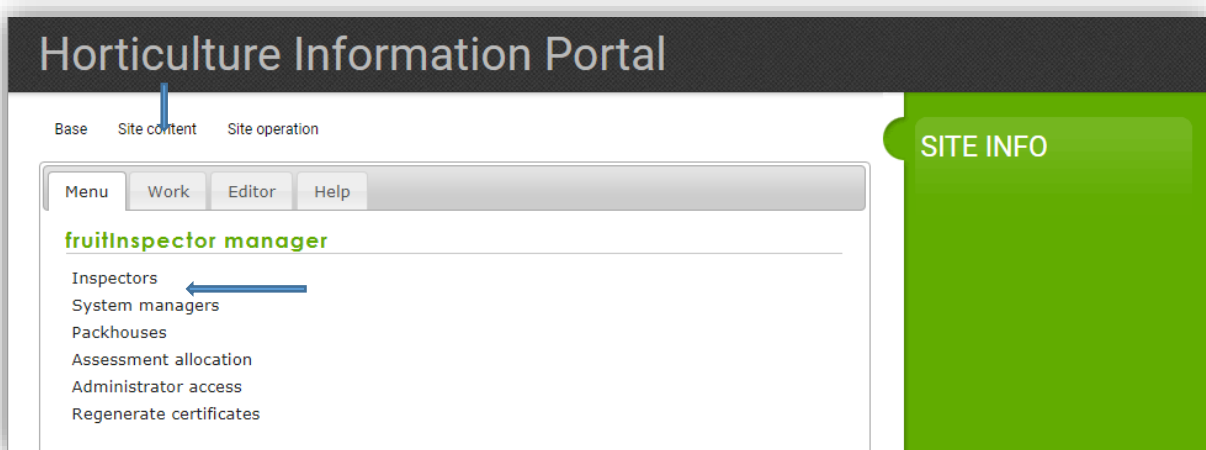 Horticulture Information Portal
Base Site content Site operation
SITE INFO
Menu Work Editor Help
fruitInspector manager
Inspectors
System managers
Packhouses
Assessment allocation
Administrator access
Regenerate certificates